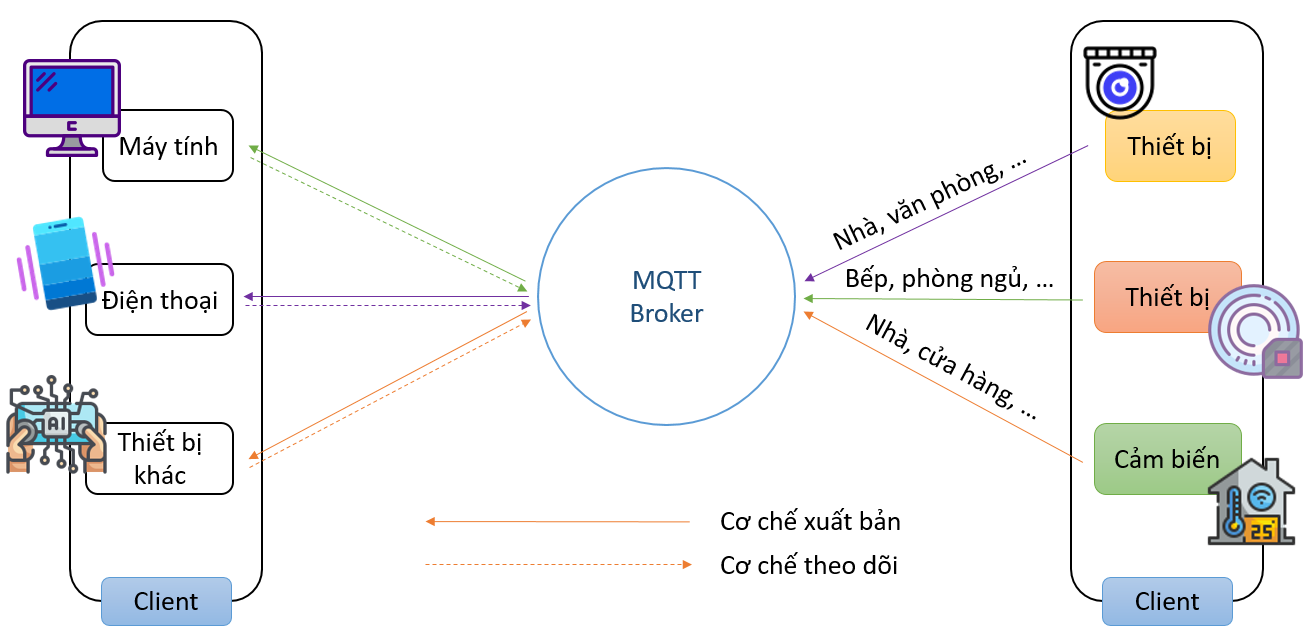 Máy tính
Điện thoại
Thiết bị
khác
Client
MQTT
Broker
Nhà, văn phòng, ...
Bếp, phòng ngủ, ...
Nhà, cửa hàng, ...
Cơ chế xuất bản
Cơ chế theo dõi
Thiết bị
Thiết bị
Cảm biến
Client
AI
25